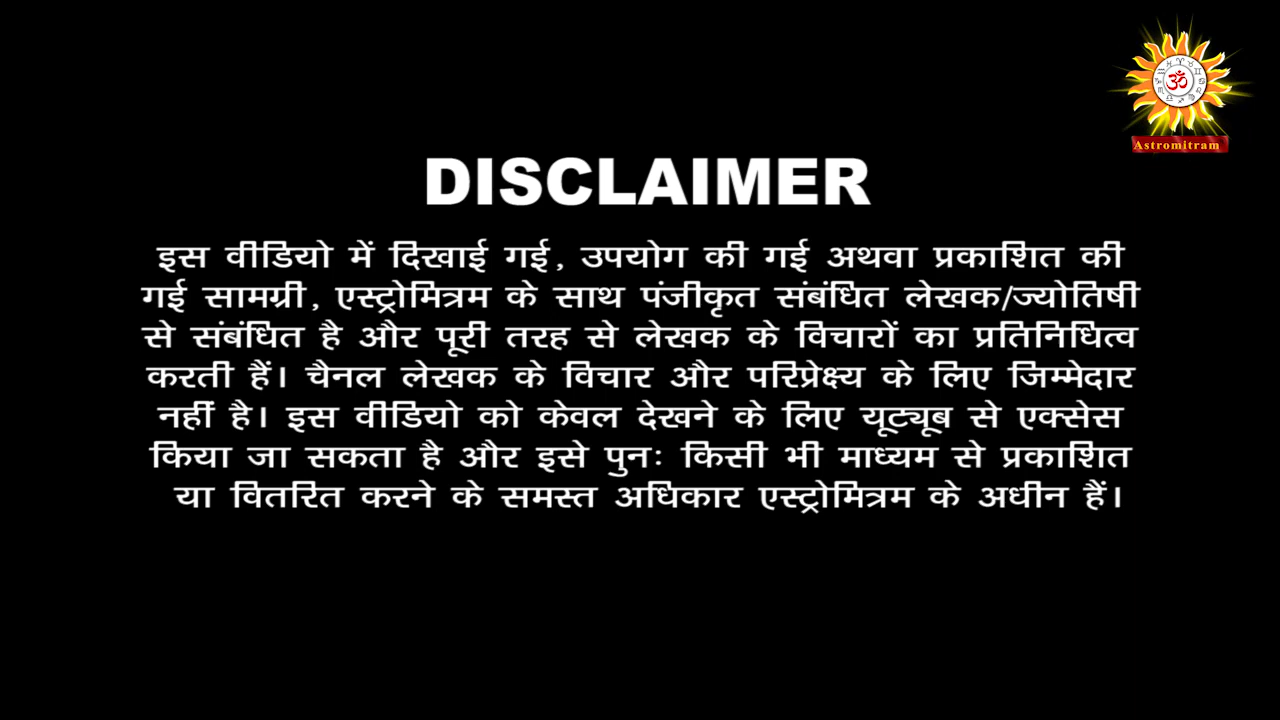 Astromitram
DISCLAIMER
इस वीडियो में दिखाई गई, उपयोग की गई अथवा प्रकाशित की
गई सामग्री, एस्ट्रोमित्रम के साथ पंजीकृत संबंधित लेखक/ज्योतिषी
से संबंधित है और पूरी तरह से लेखक के विचारों का प्रतिनिधित्व
करती हैं। चैनल लेखक के विचार और परिप्रेक्ष्य के लिए जिम्मेदार
नहीं है। इस वीडियो को केवल देखने के लिए यूट्यूब से एक्सेस
किया जा सकता है और इसे पुनः किसी भी माध्यम से प्रकाशित
या वितरित करने के समस्त अधिकार एस्ट्रोमित्रम के अधीन हैं।